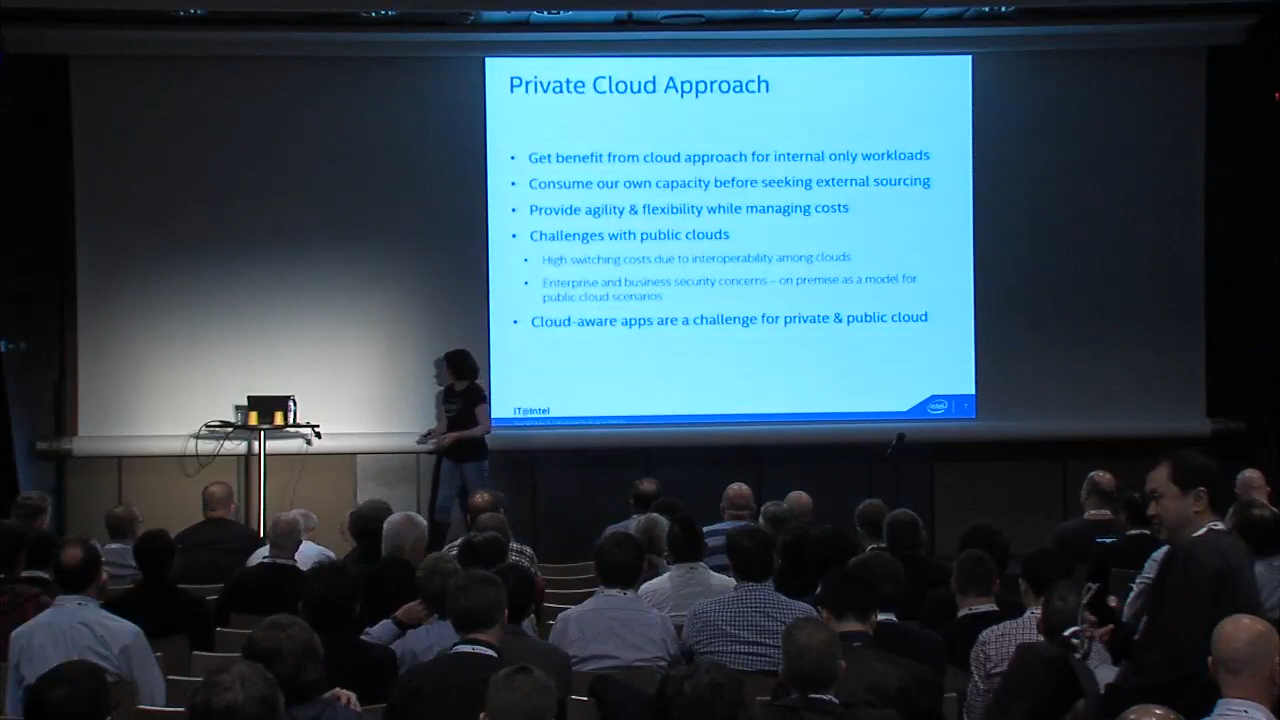 Private Cloud Approach
• Get benefit from cloud approach for internal only workloads
• Consume our own capacity before seeking external sourcing
• Provide agility & flexibility while managing costs
• Challenges with public clouds
• High switching costs due to interoperability among clouds
• Enterprise and business security concerns – on premise as a model for
public cloud scenarios
• Cloud-aware apps are a challenge for private & public cloud
IT@Intel
intel
7